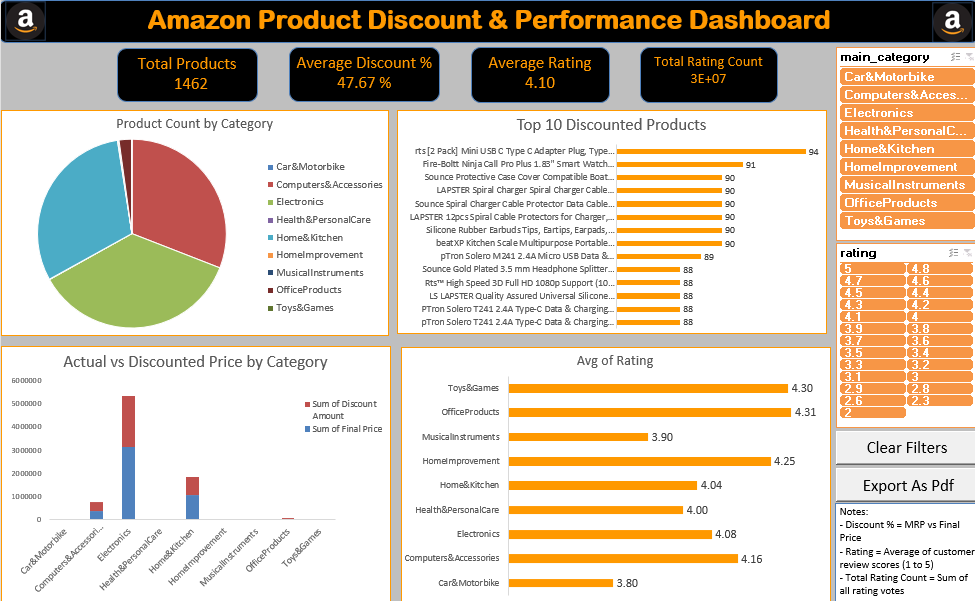 a
Amazon Product Discount & Performance Dashboard
a
Total Products
1462
Average Discount %
47.67 %
Average Rating
4.10
Total Rating Count
3E+07
Product Count by Category
Car&Motorbike
Computers&Accessories
Electronics
Health&PersonalCare
Home&Kitchen
HomeImprovement
MusicalInstruments
OfficeProducts
Toys&Games
Top 10 Discounted Products
rts [2 Pack] Mini USB C Type C Adapter Plug, Type... 94
Fire-Boltt Ninja Call Pro Plus 1.83" Smart Watch... 91
Sounce Protective Case Cover Compatible Boat... 90
LAPSTER Spiral Charger Spiral Charger Cable... 90
Sounce Spiral Charger Cable Protector Data Cable... 90
LAPSTER 12pcs Spiral Cable Protectors for Charger,... 90
Silicone Rubber Earbuds Tips, Eartips, Earpads,... 90
beatXP Kitchen Scale Multipurpose Portable... 90
pTron Solero M241 2.4A Micro USB Data &... 89
Sounce Gold Plated 3.5 mm Headphone Splitter... 88
Rts™ High Speed 3D Full HD 1080p Support (10... 88
LS LAPSTER Quality Assured Universal Silicone... 88
PTron Solero T241 2.4A Type-C Data & Charging... 88
pTron Solero T241 2.4A Type-C Data & Charging... 88
Actual vs Discounted Price by Category
6000000
5000000
4000000
3000000
2000000
1000000
0
Car&Motorbike
Computers&Accessori...
Electronics
Health&PersonalCare
Home&Kitchen
HomeImprovement
MusicalInstruments
OfficeProducts
Toys&Games
Sum of Discount
Amount
Sum of Final Price
Avg of Rating
Toys&Games 4.30
OfficeProducts 4.31
MusicalInstruments 3.90
HomeImprovement 4.25
Home&Kitchen 4.04
Health&PersonalCare 4.00
Electronics 4.08
Computers&Accessories 4.16
Car&Motorbike 3.80
main_category
Car&Motorbike
Computers&Acces...
Electronics
Health&PersonalC...
Home&Kitchen
HomeImprovement
MusicalInstruments
OfficeProducts
Toys&Games
rating
5 4.8
4.7 4.6
4.5 4.4
4.3 4.2
4.1 4
3.9 3.8
3.7 3.6
3.5 3.4
3.3 3.2
3.1 3
2.9 2.8
2.6 2.3
2
Clear Filters
Export As Pdf
Notes:
- Discount % = MRP vs Final
Price
- Rating = Average of customer
review scores (1 to 5)
- Total Rating Count = Sum of
all rating votes